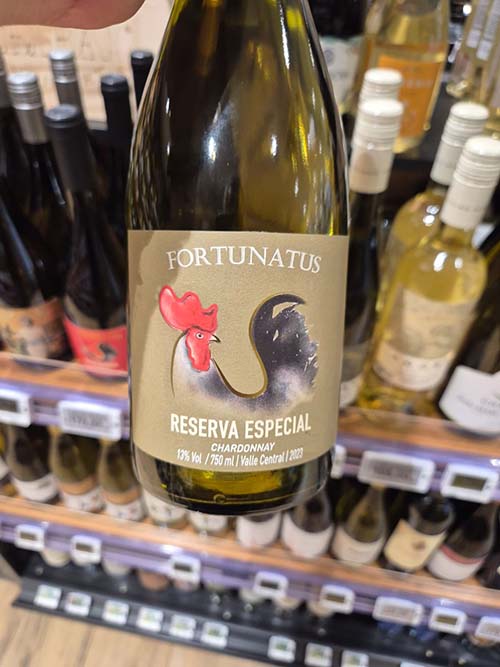 FORTUNATUS
RESERVA ESPECIAL
CHARDONNAY
13% Vol / 750 ml | Valle Central | 2023